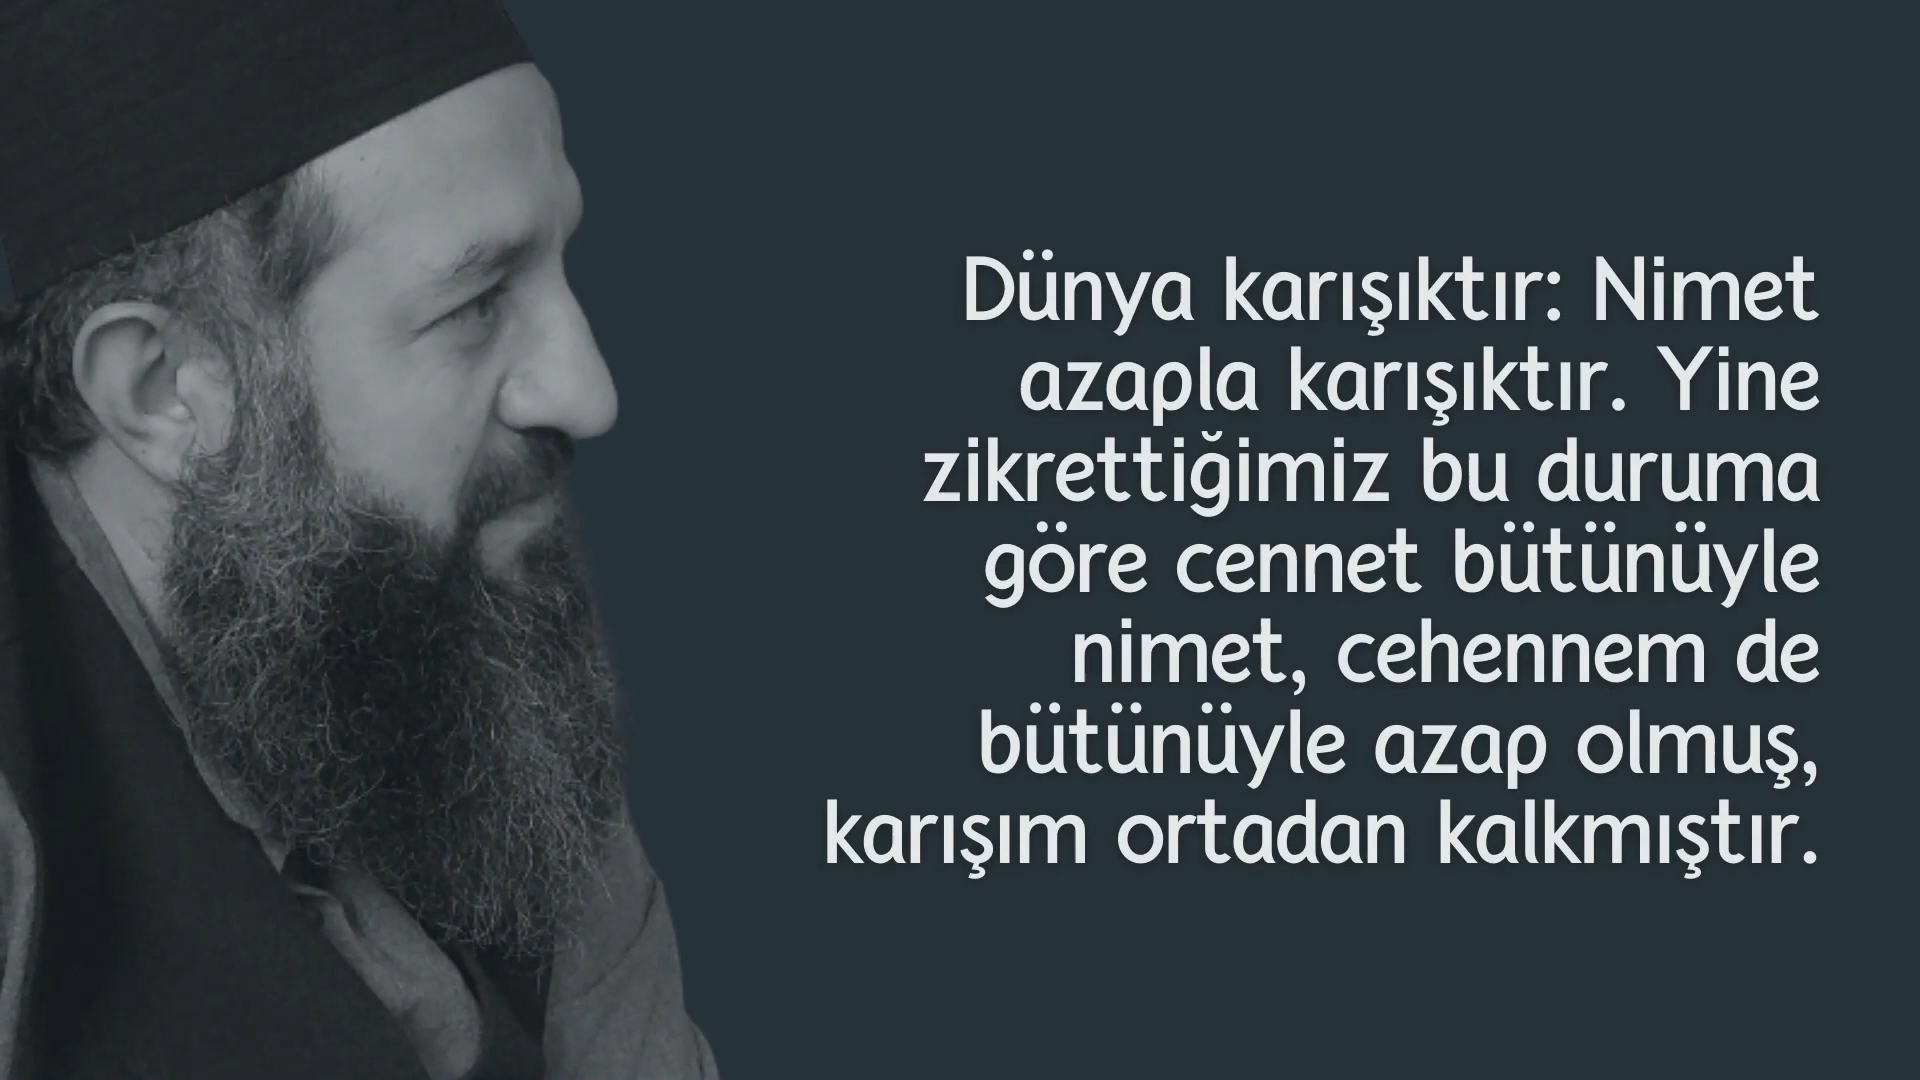 Dünya karışıktır: Nimet
azapla karışıktır. Yine
zikrettiğimiz bu duruma
göre cennet bütünüyle
nimet, cehennem de
bütünüyle azap olmuş,
karışım ortadan kalkmıştır.